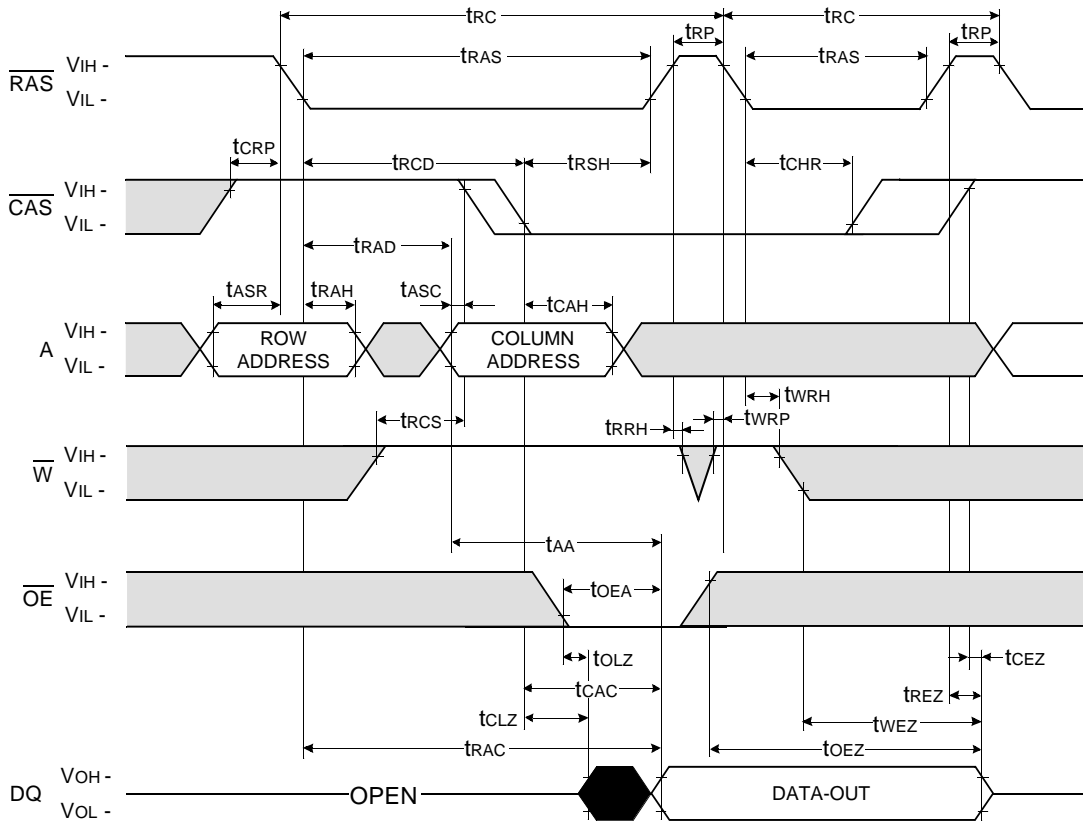 tRC tRC
tRP tRP
tRAS tRAS
RAS VIH -
VIL -
tCRP tRCD tRSH tCHR
CAS VIH -
VIL -
tRAD
tASR tRAH tASC tCAH
A VIH -
VIL -
ROW
ADDRESS
COLUMN
ADDRESS
tWRH
tRCS tRRH tWRP
W VIH -
VIL -
tAA
OE VIH -
VIL -
tOEA
tOLZ tCEZ
tCAC tREZ
tCLZ tWEZ
tRAC tOEZ
DQ VOH -
VOL -
OPEN DATA-OUT